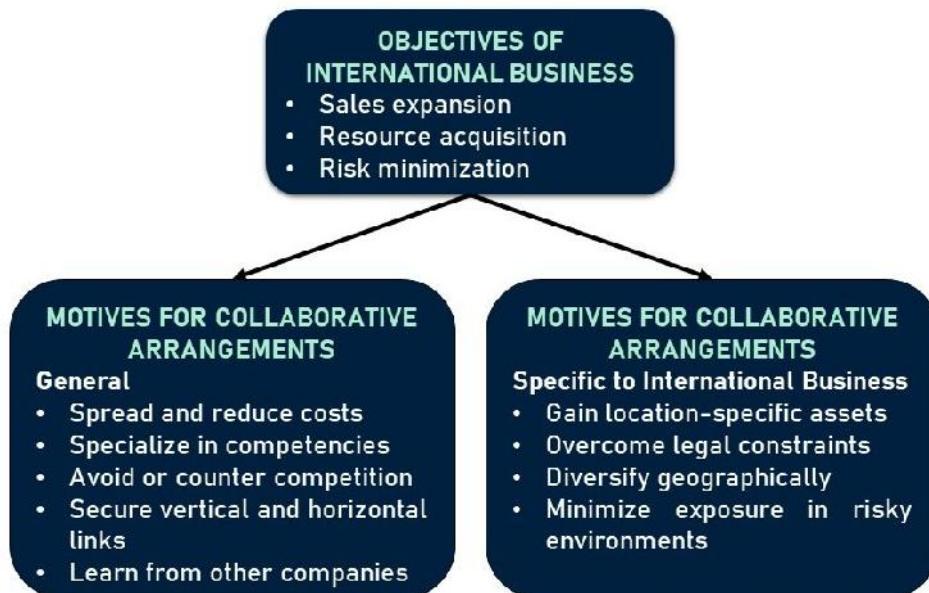 OBJECTIVES OF
INTERNATIONAL BUSINESS
• Sales expansion
• Resource acquisition
• Risk minimization
MOTIVES FOR COLLABORATIVE
ARRANGEMENTS
General
• Spread and reduce costs
• Specialize in competencies
• Avoid or counter competition
• Secure vertical and horizontal
links
• Learn from other companies
MOTIVES FOR COLLABORATIVE
ARRANGEMENTS
Specific to International Business
• Gain location-specific assets
• Overcome legal constraints
• Diversify geographically
• Minimize exposure in risky
environments